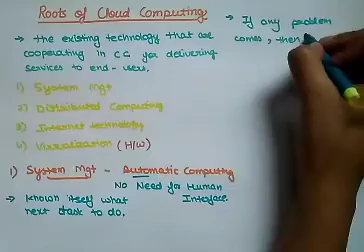 Roots of Cloud Computing
→ the existing technology that are
cooperating in CC for delivering
services to end-users.
1) System Mgt
2) Distributed Computing
3) Internet Technology
4) Virtualization (H/W)
1) System Mgt - Automatic Computing
No Need for Human
Interface.
→ Known itself what
next task to do.
→ If any problem
comes, then